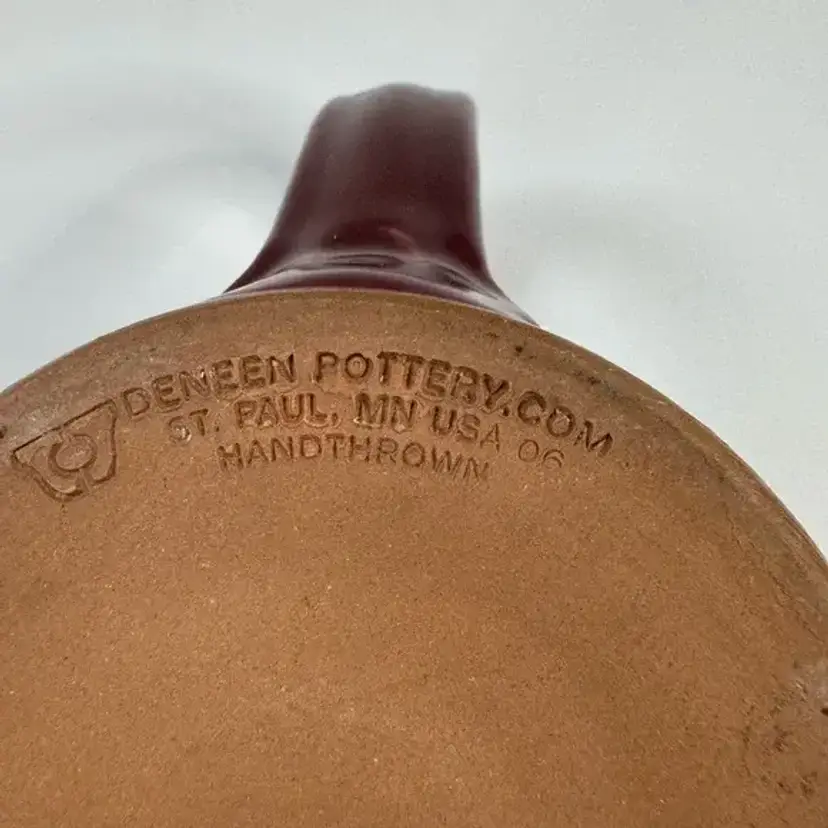 DENEEN POTTERY.COM
ST. PAUL, MN USA 06
HANDTHROWN